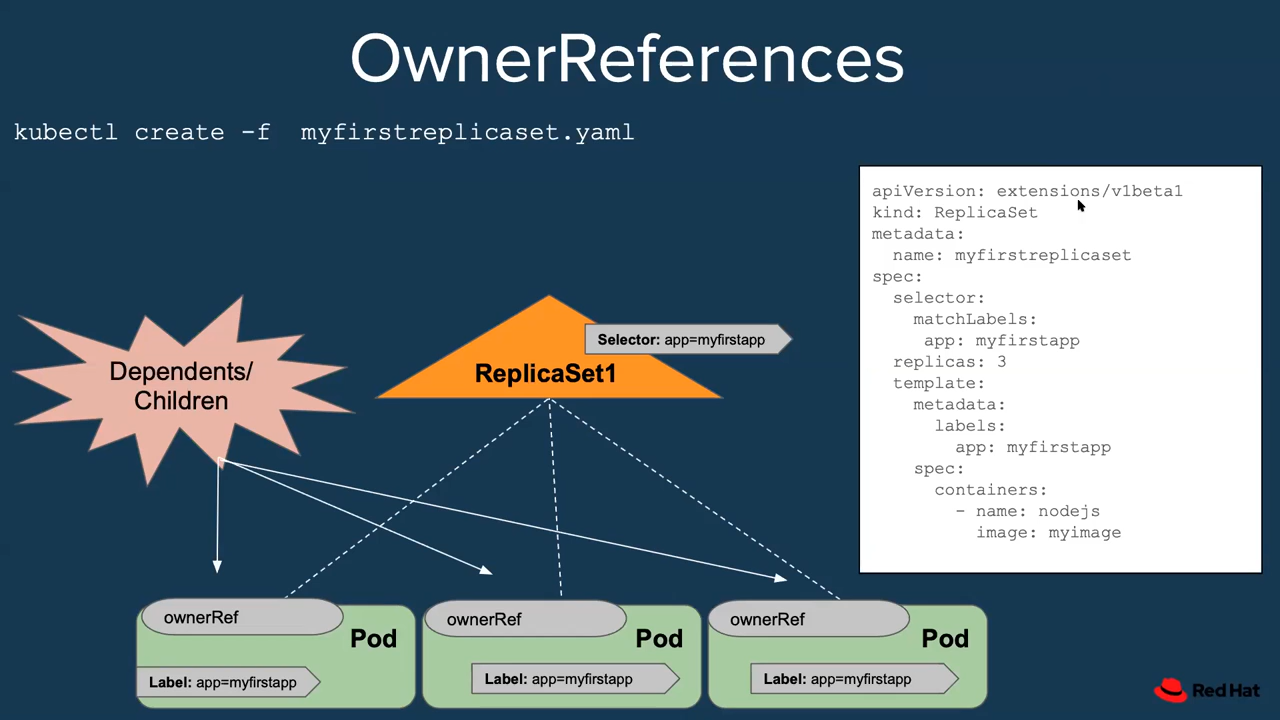 OwnerReferences
kubectl create -f  myfirstreplicaset.yaml
apiVersion: extensions/v1beta1
kind: ReplicaSet
metadata:
  name: myfirstreplicaset
spec:
  selector:
    matchLabels:
     app: myfirstapp
  replicas: 3
  template:
    metadata:
      labels:
        app: myfirstapp
    spec:
      containers:
        - name: nodejs
          image: myimage
Dependents/
Children
Selector: app=myfirstapp
ReplicaSet1
ownerRef
Pod
Label: app=myfirstapp
ownerRef
Pod
Label: app=myfirstapp
ownerRef
Pod
Label: app=myfirstapp
Red Hat